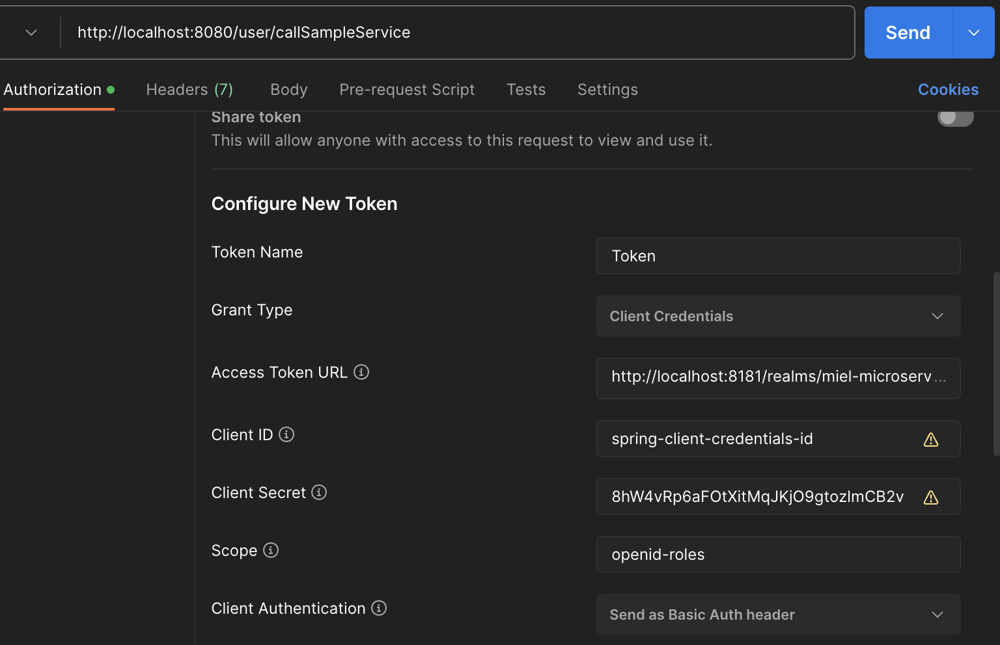 http://localhost:8080/user/callSampleService
Send
Authorization
Headers (7)
Body
Pre-request Script
Tests
Settings
Cookies
Share token
This will allow anyone with access to this request to view and use it.
Configure New Token
Token Name
Token
Grant Type
Client Credentials
Access Token URL
http://localhost:8181/realms/miel-microserv...
Client ID
spring-client-credentials-id
Client Secret
8hW4vRp6aFOtXitMqJKjO9gtozlmCB2v
Scope
openid-roles
Client Authentication
Send as Basic Auth header